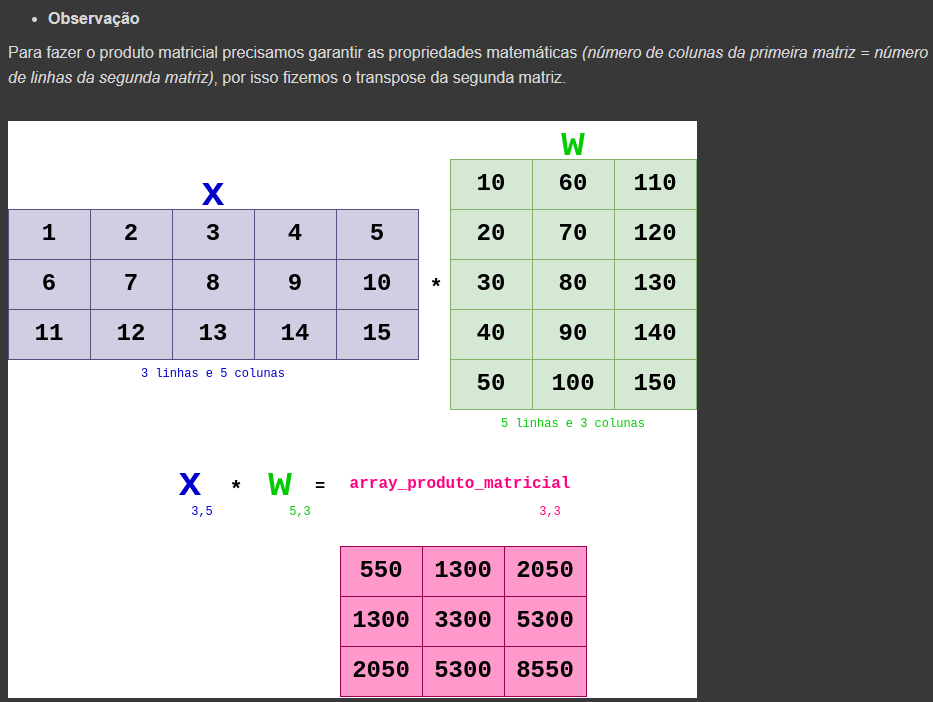 Observação
Para fazer o produto matricial precisamos garantir as propriedades matemáticas (número de colunas da primeira matriz = número
de linhas da segunda matriz), por isso fizemos o transpose da segunda matriz.
W
10 60 110
X
1 2 3 4 5
20 70 120
6 7 8 9 10
*
30 80 130
11 12 13 14 15
40 90 140
3 linhas e 5 colunas
50 100 150
5 linhas e 3 colunas
X * W = array_produto_matricial
3,5 5,3 3,3
550 1300 2050
1300 3300 5300
2050 5300 8550